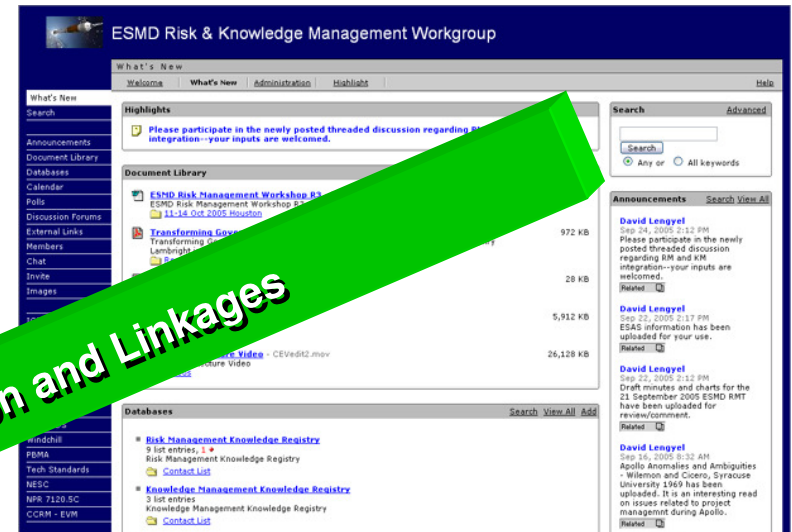 ESMD Risk & Knowledge Management Workgroup
What's New
Welcome What's New Administration Highlight Help
What's New
Search
Announcements
Document Library
Databases
Calendar
Polls
Discussion Forums
External Links
Members
Chat
Invite
Images
Windchill
PBMA
Tech Standards
NESC
NPR 7120.5C
CCRM - EVM
Highlights
Please participate in the newly posted threaded discussion regarding
integration--your inputs are welcomed.
Document Library
ESMD Risk Management Workshop R3
ESMD Risk Management Workshop R3
11-14 Oct 2005 Houston
Transforming
972 KB
Transforming
Lambright
28 KB
5,912 KB
Video - CEVedit2.mov
26,128 KB
Video
and Linkages
Databases Search View All Add
Risk Management Knowledge Registry
9 list entries, 1
Risk Management Knowledge Registry
Contact List
Knowledge Management Knowledge Registry
3 list entries
Knowledge Management Knowledge Registry
Contact List
Search Advanced
Search
Any or All keywords
Announcements Search View All
David Lengyel
Sep 24, 2005 2:12 PM
Please participate in the newly
posted threaded discussion
regarding RM and KM
integration--your inputs are
welcomed.
Related
David Lengyel
Sep 22, 2005 2:17 PM
ESAS information has been
uploaded for your use.
Related
David Lengyel
Sep 22, 2005 2:12 PM
Draft minutes and charts for the
21 September 2005 ESMD RMT
have been uploaded for
review/comment.
Related
David Lengyel
Sep 16, 2005 8:32 AM
Apollo Anomalies and Ambiguities
- Wilemon and Cicero, Syracuse
University 1969 has been
uploaded. It is an interesting read
on issues related to project
managemnt during Apollo.
Related